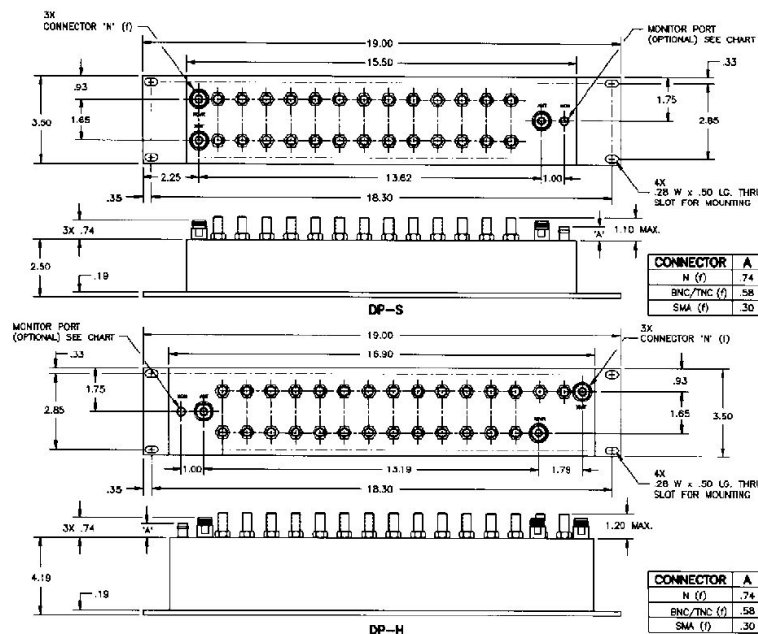 3X
CONNECTOR 'N' (f)
MONITOR PORT
(OPTIONAL) SEE CHART
19.00
15.50
.33
.93
3.50
1.65
1.75
2.85
ANT
MON
2.25
13.62
1.00
.35
18.30
4X
.28 W x .50 LG. THRU
SLOT FOR MOUNTING
3X .74
'A'
1.10 MAX.
2.50
.19
CONNECTOR A
N (f) .74
BNC/TNC (f) .58
SMA (f) .30
DP-S
MONITOR PORT
(OPTIONAL) SEE CHART
19.00
16.90
3X
CONNECTOR 'N' (f)
.33
1.75
2.85
MON
ANT
.93
1.65
3.50
1.00
13.19
1.79
.35
18.30
4X
.28 W x .50 LG. THRU
SLOT FOR MOUNTING
3X .74
'A'
1.20 MAX.
4.19
.19
CONNECTOR A
N (f) .74
BNC/TNC (f) .58
SMA (f) .30
DP-H